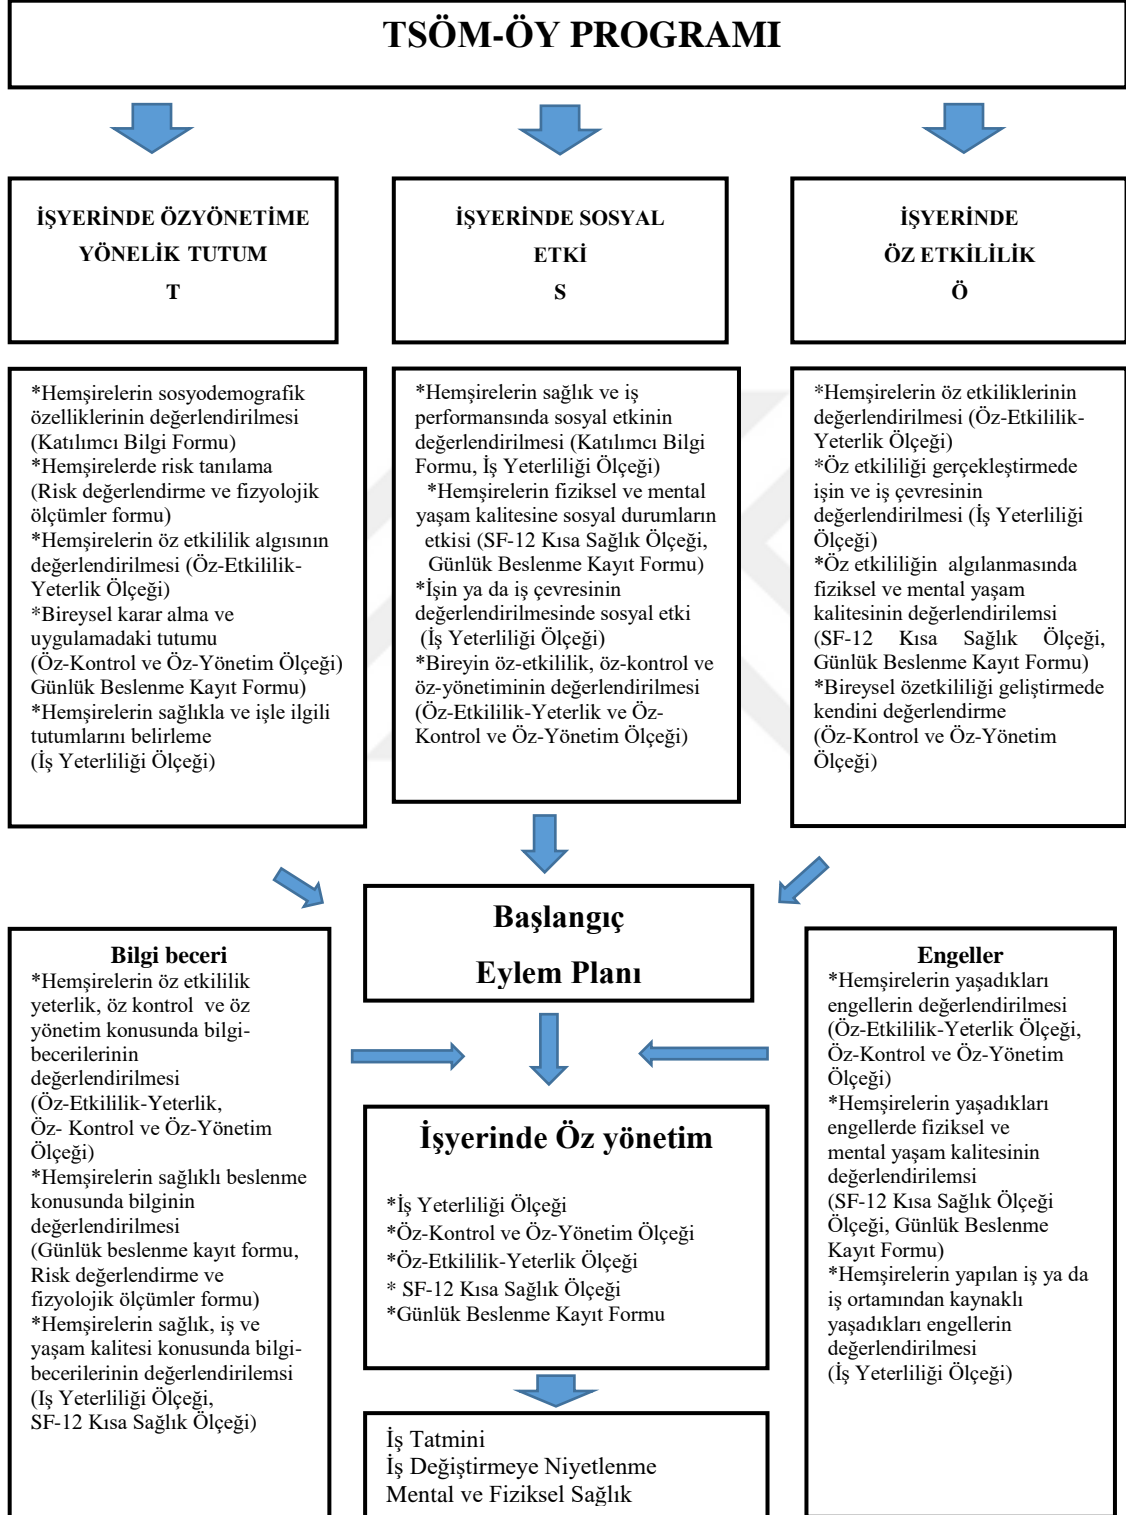 TSÖM-ÖY PROGRAMI
İŞYERİNDE ÖZYÖNETİME
YÖNELİK TUTUM
T
İŞYERİNDE SOSYAL
ETKİ
S
İŞYERİNDE
ÖZ ETKİLİLİK
Ö
*Hemşirelerin sosyodemografik
özelliklerinin değerlendirilmesi
(Katılımcı Bilgi Formu)
*Hemşirelerde risk tanılama
(Risk değerlendirme ve fizyolojik
ölçümler formu)
*Hemşirelerin öz etkililik algısının
değerlendirilmesi (Öz-Etkililik-
Yeterlik Ölçeği)
*Bireysel karar alma ve
uygulamadaki tutumu
(Öz-Kontrol ve Öz-Yönetim Ölçeği)
Günlük Beslenme Kayıt Formu)
*Hemşirelerin sağlıkla ve işle ilgili
tutumlarını belirleme
(İş Yeterliliği Ölçeği)
*Hemşirelerin sağlık ve iş
performansında sosyal etkinin
değerlendirilmesi (Katılımcı Bilgi
Formu, İş Yeterliliği Ölçeği)
*Hemşirelerin fiziksel ve mental
yaşam kalitesine sosyal durumların
etkisi (SF-12 Kısa Sağlık Ölçeği,
Günlük Beslenme Kayıt Formu)
*İşin ya da iş çevresinin
değerlendirilmesinde sosyal etki
(İş Yeterliliği Ölçeği)
*Bireyin öz-etkililik, öz-kontrol ve
öz-yönetiminin değerlendirilmesi
(Öz-Etkililik-Yeterlik ve Öz-
Kontrol ve Öz-Yönetim Ölçeği)
*Hemşirelerin öz etkiliklerinin
değerlendirilmesi (Öz-Etkililik-
Yeterlik Ölçeği)
*Öz etkililiği gerçekleştirmede
işin ve iş çevresinin
değerlendirilmesi (İş Yeterliliği
Ölçeği)
*Öz etkililiğin algılanmasında
fiziksel ve mental yaşam
kalitesinin değerlendirilemsi
(SF-12 Kısa Sağlık Ölçeği,
Günlük Beslenme Kayıt Formu)
*Bireysel özetkililiği geliştirmede
kendini değerlendirme
(Öz-Kontrol ve Öz-Yönetim
Ölçeği)
Başlangıç
Eylem Planı
Bilgi beceri
*Hemşirelerin öz etkililik
yeterlik, öz kontrol ve öz
yönetim konusunda bilgi-
becerilerinin
değerlendirilmesi
(Öz-Etkililik-Yeterlik,
Öz- Kontrol ve Öz-Yönetim
Ölçeği)
*Hemşirelerin sağlıklı beslenme
konusunda bilginin
değerlendirilmesi
(Günlük beslenme kayıt formu,
Risk değerlendirme ve
fizyolojik ölçümler formu)
*Hemşirelerin sağlık, iş ve
yaşam kalitesi konusunda bilgi-
becerilerinin değerlendirilemsi
(Iş Yeterliliği Ölçeği,
SF-12 Kısa Sağlık Ölçeği)
İşyerinde Öz yönetim
*İş Yeterliliği Ölçeği
*Öz-Kontrol ve Öz-Yönetim Ölçeği
*Öz-Etkililik-Yeterlik Ölçeği
* SF-12 Kısa Sağlık Ölçeği
*Günlük Beslenme Kayıt Formu
Engeller
*Hemşirelerin yaşadıkları
engellerin değerlendirilmesi
(Öz-Etkililik-Yeterlik Ölçeği,
Öz-Kontrol ve Öz-Yönetim
Ölçeği)
*Hemşirelerin yaşadıkları
engellerde fiziksel ve
mental yaşam kalitesinin
değerlendirilemsi
(SF-12 Kısa Sağlık Ölçeği
Ölçeği, Günlük Beslenme
Kayıt Formu)
*Hemşirelerin yapılan iş ya da
iş ortamından kaynaklı
yaşadıkları engellerin
değerlendirilmesi
(İş Yeterliliği Ölçeği)
İş Tatmini
İş Değiştirmeye Niyetlenme
Mental ve Fiziksel Sağlık